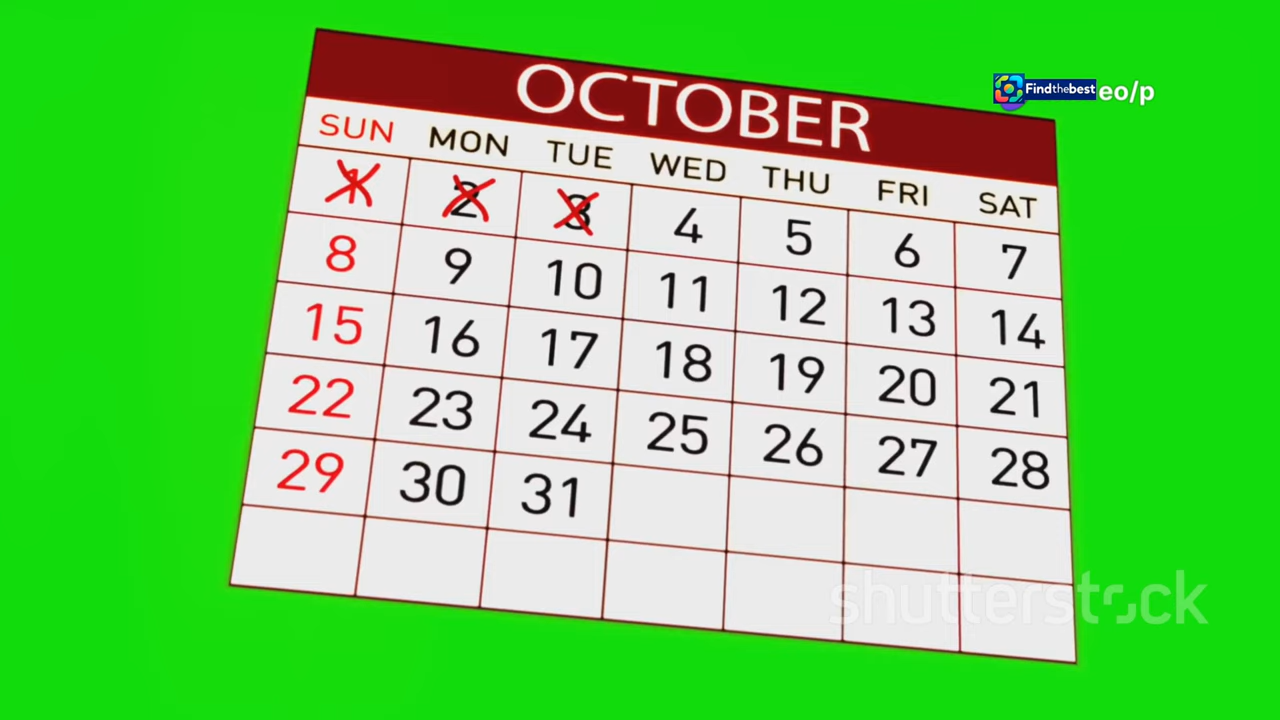 Findthebest eo/p
OCTOBER
SUN MON TUE WED THU FRI SAT
1 2 3 4 5 6 7
8 9 10 11 12 13 14
15 16 17 18 19 20 21
22 23 24 25 26 27 28
29 30 31
shutterstock